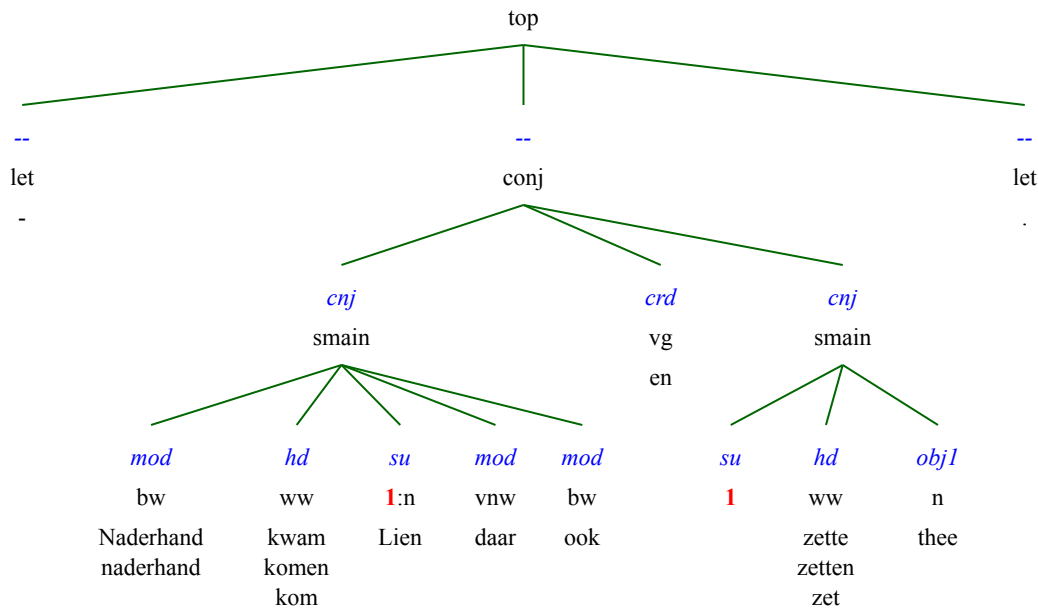 top
-- -- --
let conj let
- .
cnj crd cnj
smain vg smain
en
mod hd su mod mod su hd obj1
bw ww 1:n vnw bw 1 ww n
Naderhand kwam Lien daar ook zette thee
naderhand komen zetten
kom zet